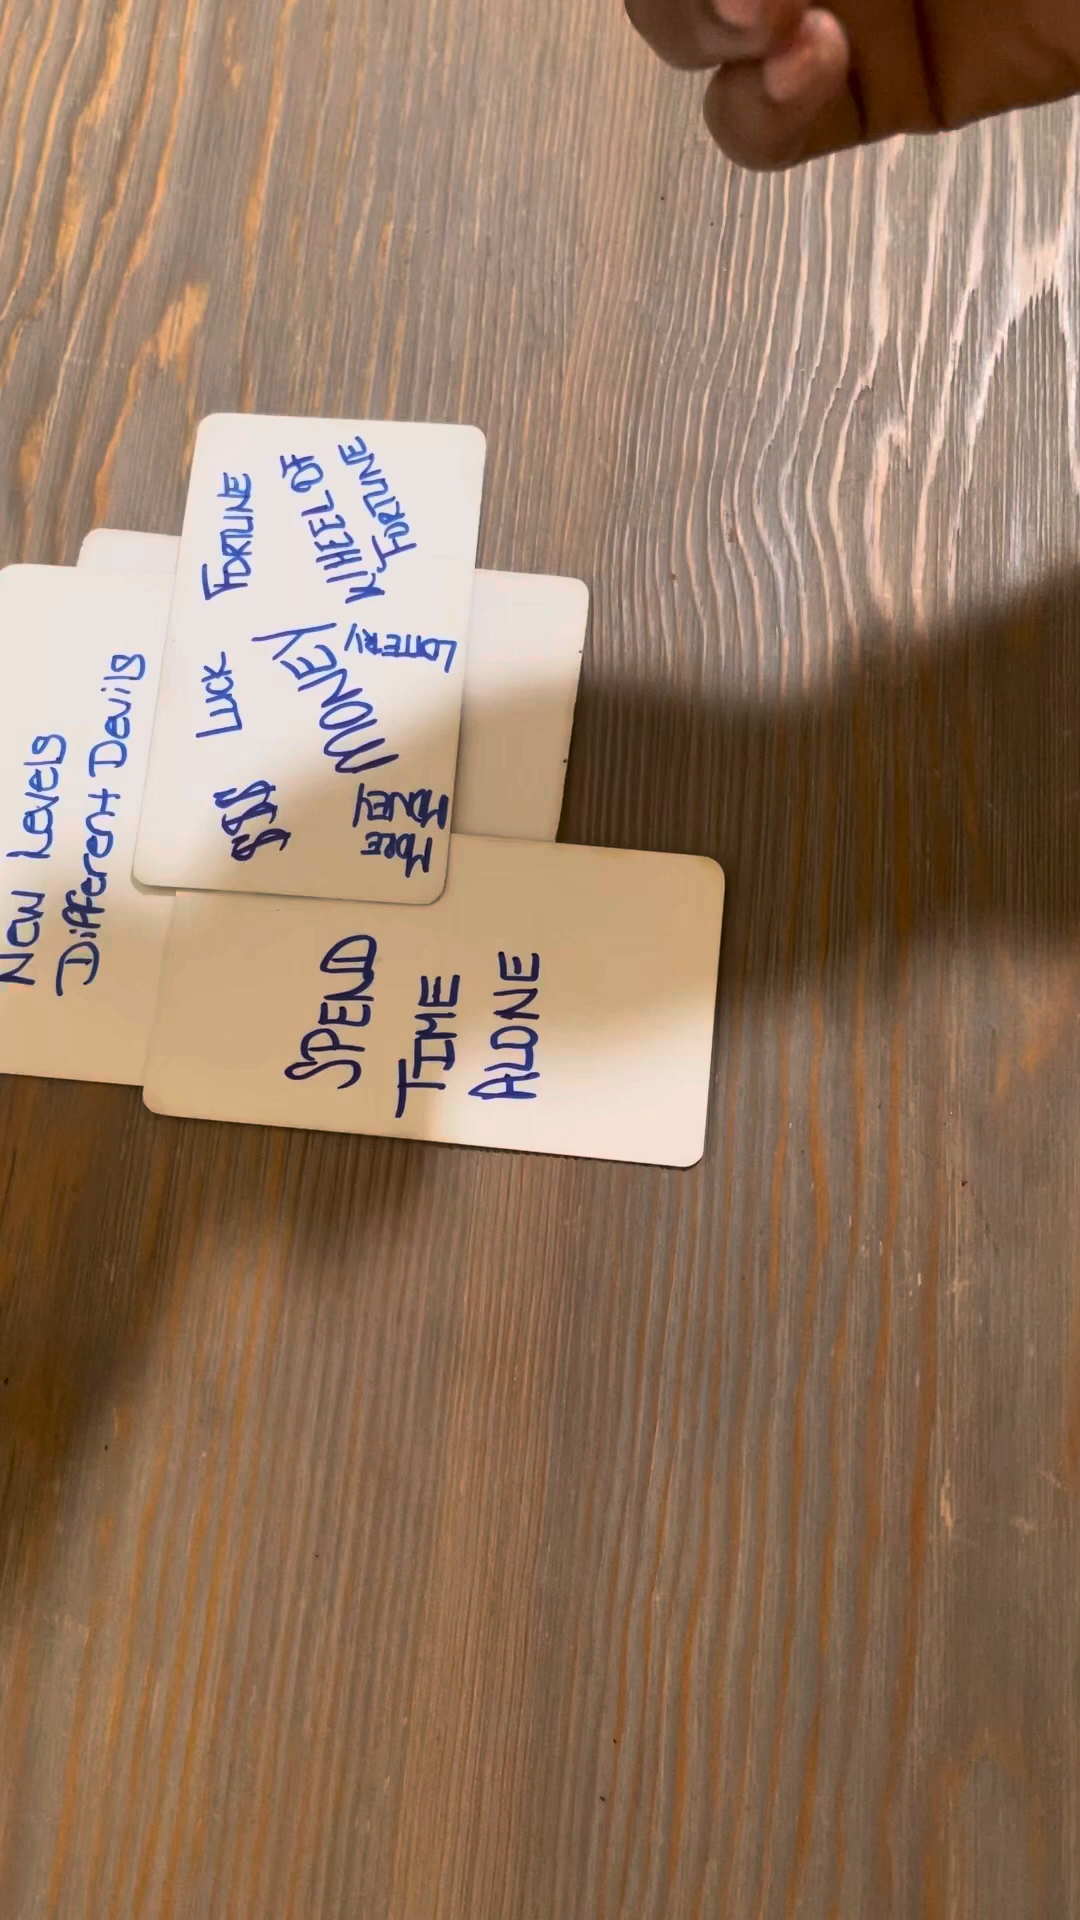 New Levels
Different Devils
$$$ LUCK FORTUNE
MONEY WHEEL OF
FORTUNE
LOTTERY
MORE
MONEY
SPEND
TIME
ALONE